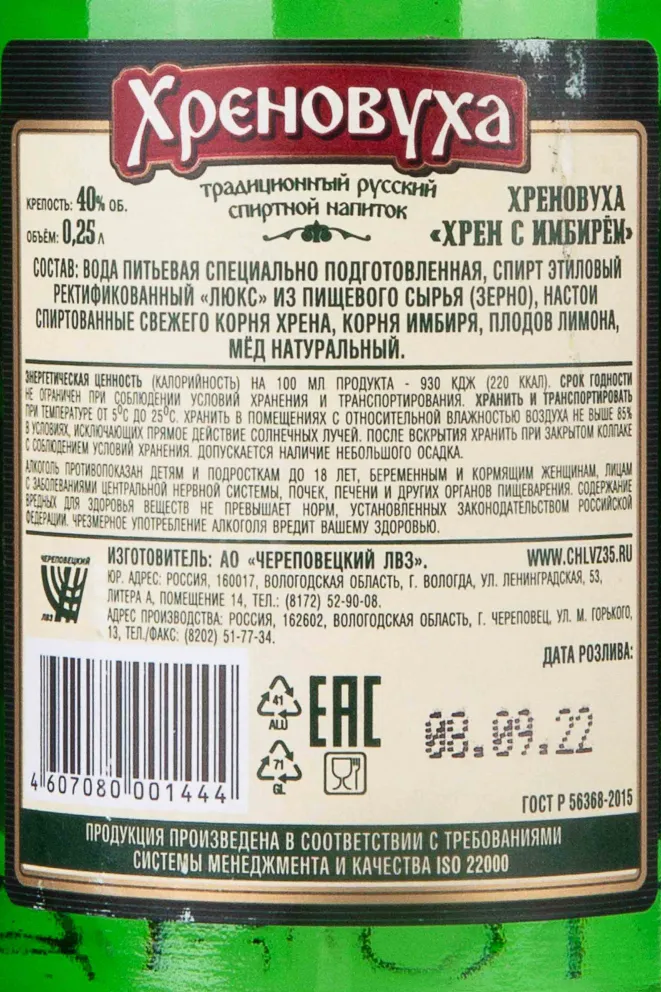 Хреновуха
традиционный русский
спиртной напиток
КРЕПОСТЬ: 40% ОБ.
ОБЪЁМ: 0,25 Л
ХРЕНОВУХА
«ХРЕН С ИМБИРЁМ»
СОСТАВ: ВОДА ПИТЬЕВАЯ СПЕЦИАЛЬНО ПОДГОТОВЛЕННАЯ, СПИРТ ЭТИЛОВЫЙ
РЕКТИФИКОВАННЫЙ «ЛЮКС» ИЗ ПИЩЕВОГО СЫРЬЯ (ЗЕРНО), НАСТОИ
СПИРТОВАННЫЕ СВЕЖЕГО КОРНЯ ХРЕНА, КОРНЯ ИМБИРЯ, ПЛОДОВ ЛИМОНА,
МЁД НАТУРАЛЬНЫЙ.
ЭНЕРГЕТИЧЕСКАЯ ЦЕННОСТЬ (КАЛОРИЙНОСТЬ) НА 100 МЛ ПРОДУКТА - 930 КДЖ (220 ККАЛ). СРОК ГОДНОСТИ
НЕ ОГРАНИЧЕН ПРИ СОБЛЮДЕНИИ УСЛОВИЙ ХРАНЕНИЯ И ТРАНСПОРТИРОВАНИЯ. ХРАНИТЬ И ТРАНСПОРТИРОВАТЬ
ПРИ ТЕМПЕРАТУРЕ ОТ 5⁰С ДО 25⁰С. ХРАНИТЬ В ПОМЕЩЕНИЯХ С ОТНОСИТЕЛЬНОЙ ВЛАЖНОСТЬЮ ВОЗДУХА НЕ ВЫШЕ 85%
В УСЛОВИЯХ, ИСКЛЮЧАЮЩИХ ПРЯМОЕ ДЕЙСТВИЕ СОЛНЕЧНЫХ ЛУЧЕЙ. ПОСЛЕ ВСКРЫТИЯ ХРАНИТЬ ПРИ ЗАКРЫТОМ КОЛПАКЕ
С СОБЛЮДЕНИЕМ УСЛОВИЙ ХРАНЕНИЯ. ДОПУСКАЕТСЯ НАЛИЧИЕ НЕБОЛЬШОГО ОСАДКА.
АЛКОГОЛЬ ПРОТИВОПОКАЗАН ДЕТЯМ И ПОДРОСТКАМ ДО 18 ЛЕТ, БЕРЕМЕННЫМ И КОРМЯЩИМ ЖЕНЩИНАМ, ЛИЦАМ
С ЗАБОЛЕВАНИЯМИ ЦЕНТРАЛЬНОЙ НЕРВНОЙ СИСТЕМЫ, ПОЧЕК, ПЕЧЕНИ И ДРУГИХ ОРГАНОВ ПИЩЕВАРЕНИЯ. СОДЕРЖАНИЕ
ВРЕДНЫХ ДЛЯ ЗДОРОВЬЯ ВЕЩЕСТВ НЕ ПРЕВЫШАЕТ НОРМ, УСТАНОВЛЕННЫХ ЗАКОНОДАТЕЛЬСТВОМ РОССИЙСКОЙ
ФЕДЕРАЦИИ. ЧРЕЗМЕРНОЕ УПОТРЕБЛЕНИЕ АЛКОГОЛЯ ВРЕДИТ ВАШЕМУ ЗДОРОВЬЮ.
ЧЕРЕПОВЕЦКИЙ
ЛВЗ
ИЗГОТОВИТЕЛЬ: АО «ЧЕРЕПОВЕЦКИЙ ЛВЗ». WWW.CHLVZ35.RU
ЮР. АДРЕС: РОССИЯ, 160017, ВОЛОГОДСКАЯ ОБЛАСТЬ, Г. ВОЛОГДА, УЛ. ЛЕНИНГРАДСКАЯ, 53,
ЛИТЕРА А, ПОМЕЩЕНИЕ 14, ТЕЛ.: (8172) 52-90-08.
АДРЕС ПРОИЗВОДСТВА: РОССИЯ, 162602, ВОЛОГОДСКАЯ ОБЛАСТЬ, Г. ЧЕРЕПОВЕЦ, УЛ. М. ГОРЬКОГО,
13, ТЕЛ./ФАКС: (8202) 51-77-34.
ДАТА РОЗЛИВА:
41
ALU
EAC
08.09.22
71
GL
4 607080 001444
ГОСТ Р 56368-2015
ПРОДУКЦИЯ ПРОИЗВЕДЕНА В СООТВЕТСТВИИ С ТРЕБОВАНИЯМИ
СИСТЕМЫ МЕНЕДЖМЕНТА И КАЧЕСТВА ISO 22000